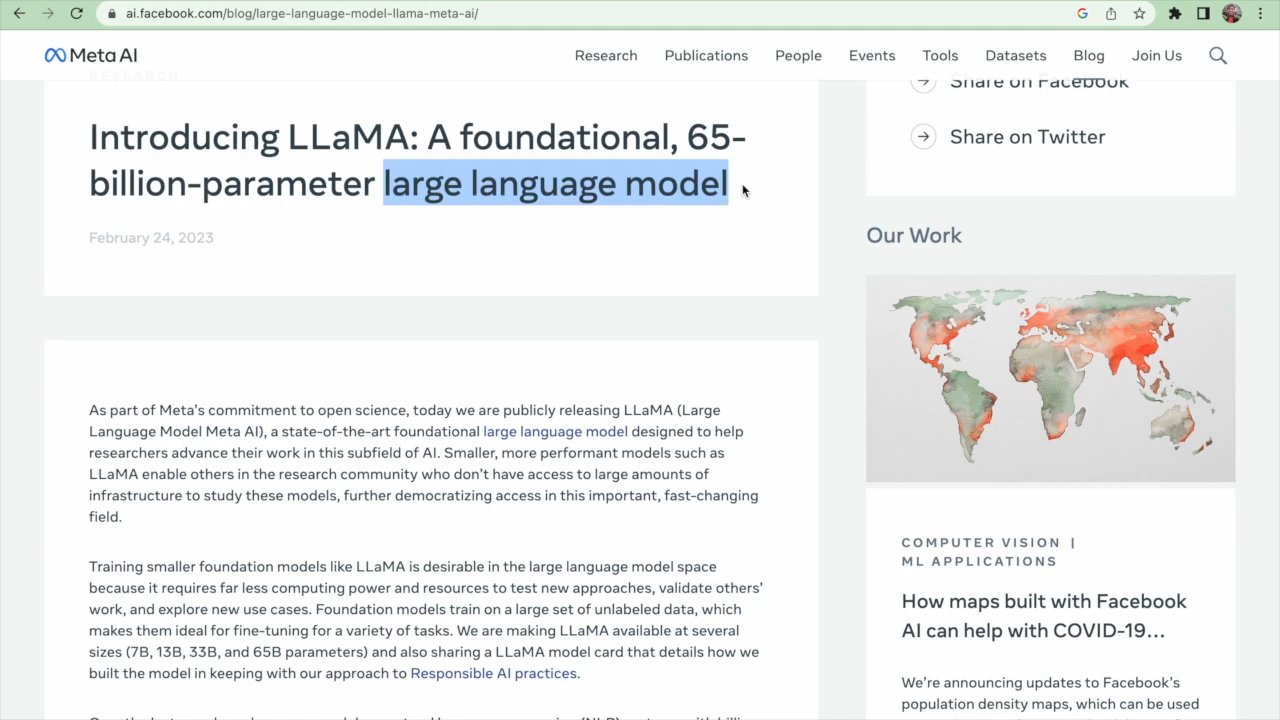 ai.facebook.com/blog/large-language-model-llama-meta-ai/
Meta AI
Research
Publications
People
Events
Tools
Datasets
Blog
Join Us
RESEARCH
Introducing LLaMA: A foundational, 65-
billion-parameter large language model
February 24, 2023
As part of Meta's commitment to open science, today we are publicly releasing LLaMA (Large
Language Model Meta AI), a state-of-the-art foundational large language model designed to help
researchers advance their work in this subfield of AI. Smaller, more performant models such as
LLaMA enable others in the research community who don't have access to large amounts of
infrastructure to study these models, further democratizing access in this important, fast-changing
field.
Training smaller foundation models like LLaMA is desirable in the large language model space
because it requires far less computing power and resources to test new approaches, validate others'
work, and explore new use cases. Foundation models train on a large set of unlabeled data, which
makes them ideal for fine-tuning for a variety of tasks. We are making LLaMA available at several
sizes (7B, 13B, 33B, and 65B parameters) and also sharing a LLaMA model card that details how we
built the model in keeping with our approach to Responsible AI practices.
Share on Facebook
Share on Twitter
Our Work
COMPUTER VISION |
ML APPLICATIONS
How maps built with Facebook
AI can help with COVID-19...
We're announcing updates to Facebook's
population density maps, which can be used